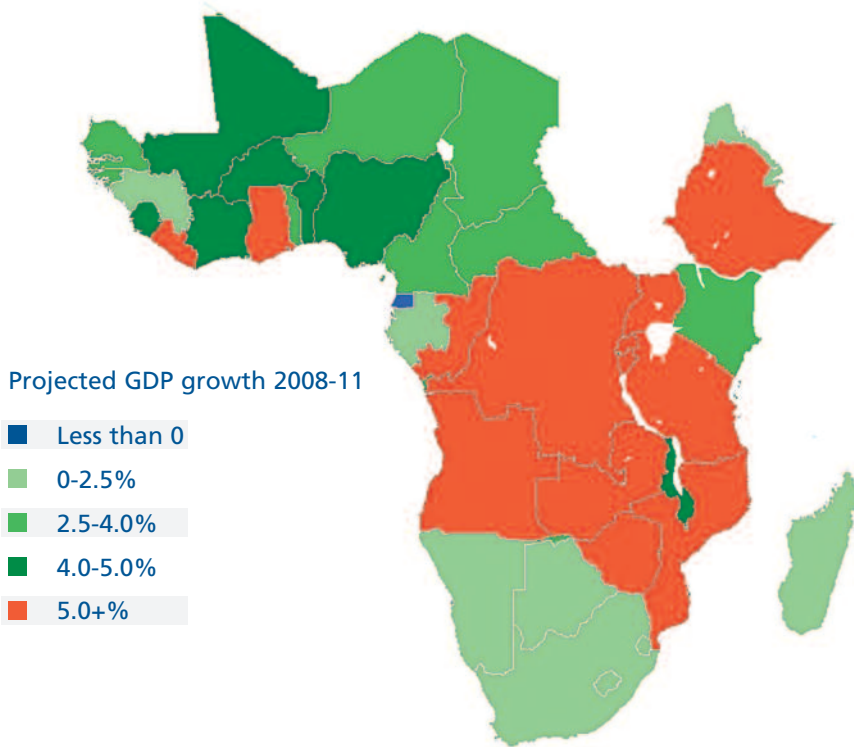 Projected GDP growth 2008-11
Less than 0
0-2.5%
2.5-4.0%
4.0-5.0%
5.0+%